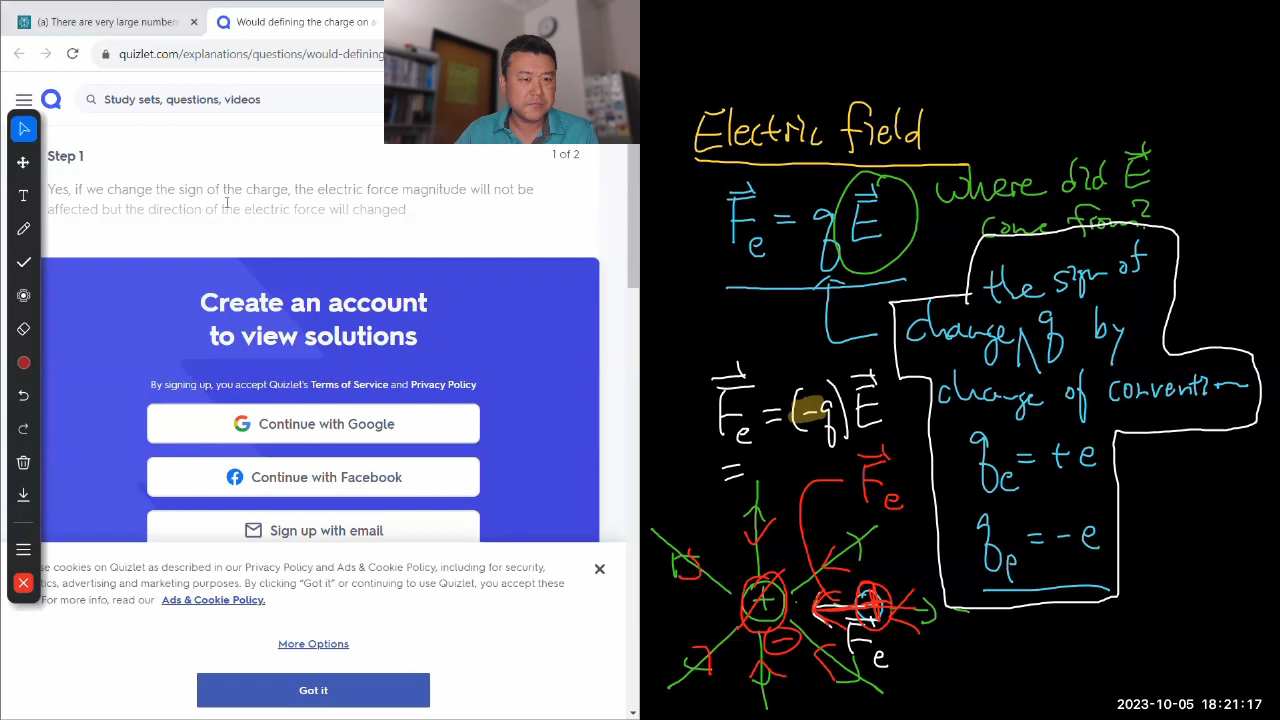 (a) There are very large numbers
Would defining the charge on a
quizlet.com/explanations/questions/would-defining
Study sets, questions, videos
Step 1
1 of 2
Yes, if we change the sign of the charge, the electric force magnitude will not be
affected but the direction of the electric force will changed
Create an account
to view solutions
By signing up, you accept Quizlet's Terms of Service and Privacy Policy
Continue with Google
Continue with Facebook
Sign up with email
se cookies on Quizlet as described in our Privacy Policy and Ads & Cookie Policy, including for security,
tics, advertising and marketing purposes. By clicking "Got it" or continuing to use Quizlet, you accept these
For more info, read our Ads & Cookie Policy.
More Options
Got it
Electric field
F⃗e = q E⃗
where did E⃗
come from?
the sign of
change ∧ q by
change of convention
qe = + e
qp = - e
F⃗e = (-q) E⃗
=
F⃗e
+
−
F⃗e
2023-10-05 18:21:17